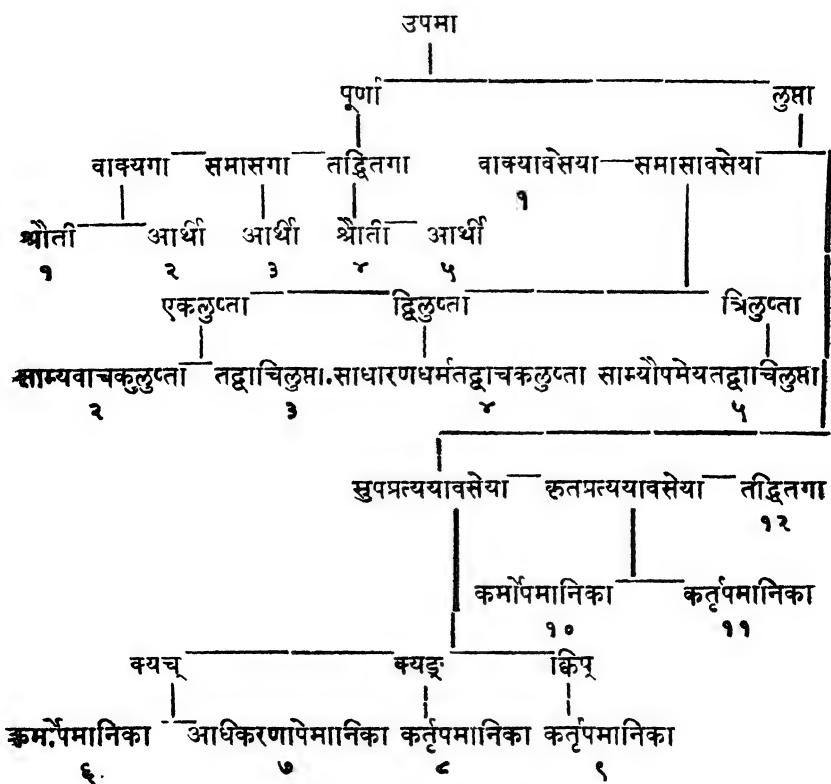 उपमा
पूर्णा लुप्ता
वाक्यगा समासगा तद्धितगा वाक्यावसेया समासावसेया
१
श्रौती आर्थी आर्थी श्रौती आर्थी
१ २ ३ ४ ५
एकलुप्ता द्विलुप्ता त्रिलुप्ता
साम्यवाचकलुप्ता तद्वाचिलुप्ता. साधारणधर्मतद्वाचकलुप्ता साम्यौपमेयतद्वाचिलुप्ता
२ ३ ४ ५
सुपप्रत्ययावसेया कृतप्रत्ययावसेया तद्धितगा
१२
कर्मोपमानिका कर्तृपमानिका
१० ११
क्यच् क्यङ् क्विप्
कर्मोपमानिका आधिकरणोपमानिका कर्तृपमानिका कर्तृपमानिका
६. ७ ८ ९